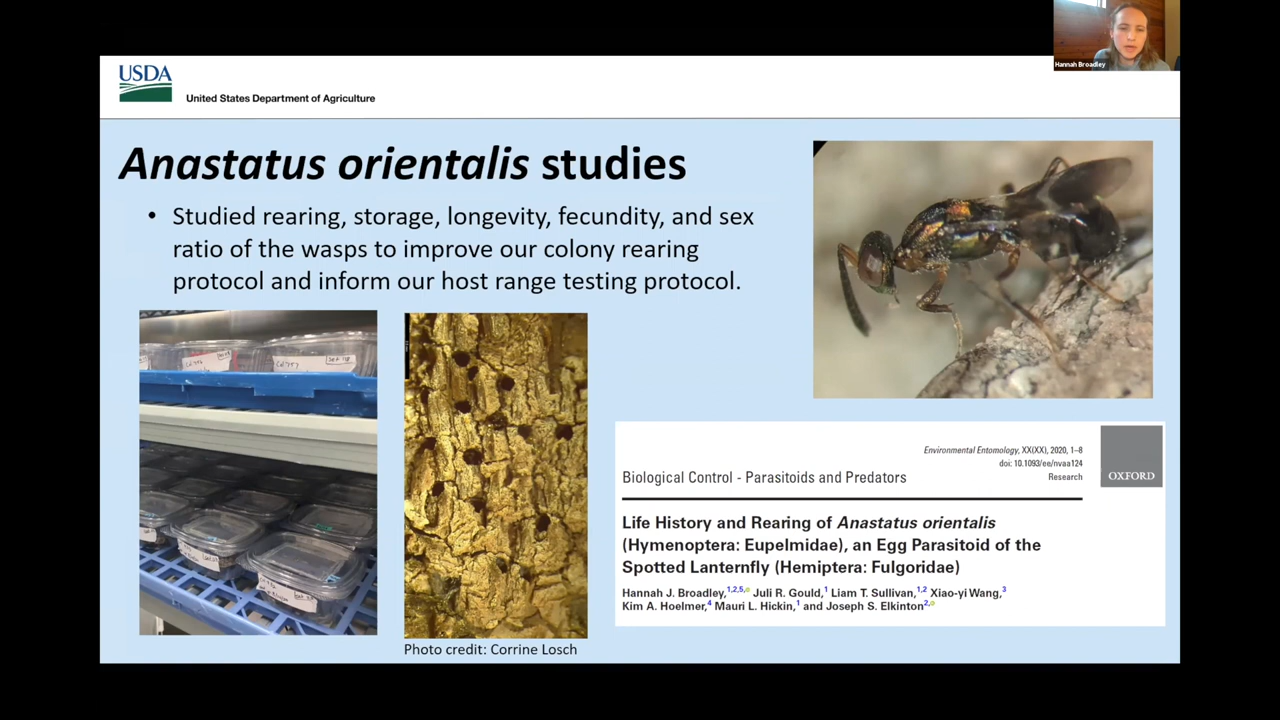 Hannah Broadley
USDA
United States Department of Agriculture
Anastatus orientalis studies
• Studied rearing, storage, longevity, fecundity, and sex
ratio of the wasps to improve our colony rearing
protocol and inform our host range testing protocol.
Environmental Entomology, XX(XX), 2020, 1–8
doi: 10.1093/ee/nvaa124
Research
OXFORD
Biological Control - Parasitoids and Predators
Life History and Rearing of Anastatus orientalis
(Hymenoptera: Eupelmidae), an Egg Parasitoid of the
Spotted Lanternfly (Hemiptera: Fulgoridae)
Hannah J. Broadley,1,2,5, Juli R. Gould,1 Liam T. Sullivan,1,2 Xiao-yi Wang,3
Kim A. Hoelmer,4 Mauri L. Hickin,1 and Joseph S. Elkinton2,
Photo credit: Corrine Losch